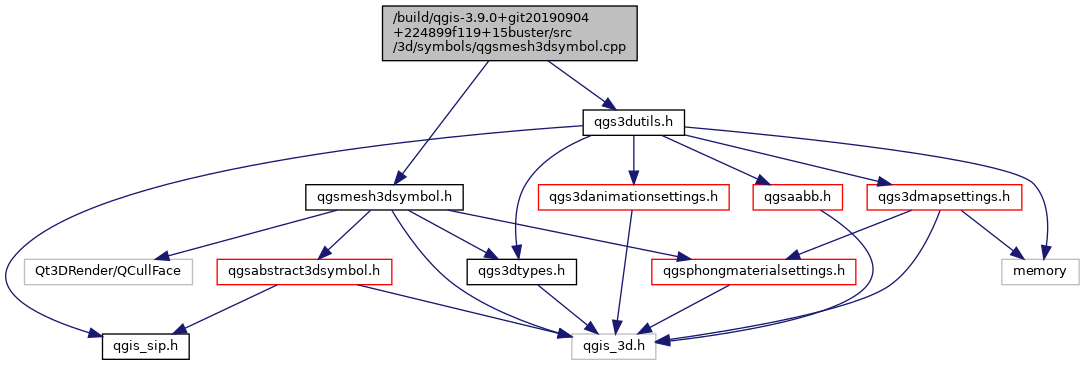 /build/qgis-3.9.0+git20190904
+224899f119+15buster/src
/3d/symbols/qgsmesh3dsymbol.cpp
qgs3dutils.h
qgsmesh3dsymbol.h
qgs3danimationsettings.h
qgsaabb.h
qgs3dmapsettings.h
Qt3DRender/QCullFace
qgsabstract3dsymbol.h
qgs3dtypes.h
qgsphongmaterialsettings.h
memory
qgis_sip.h
qgis_3d.h